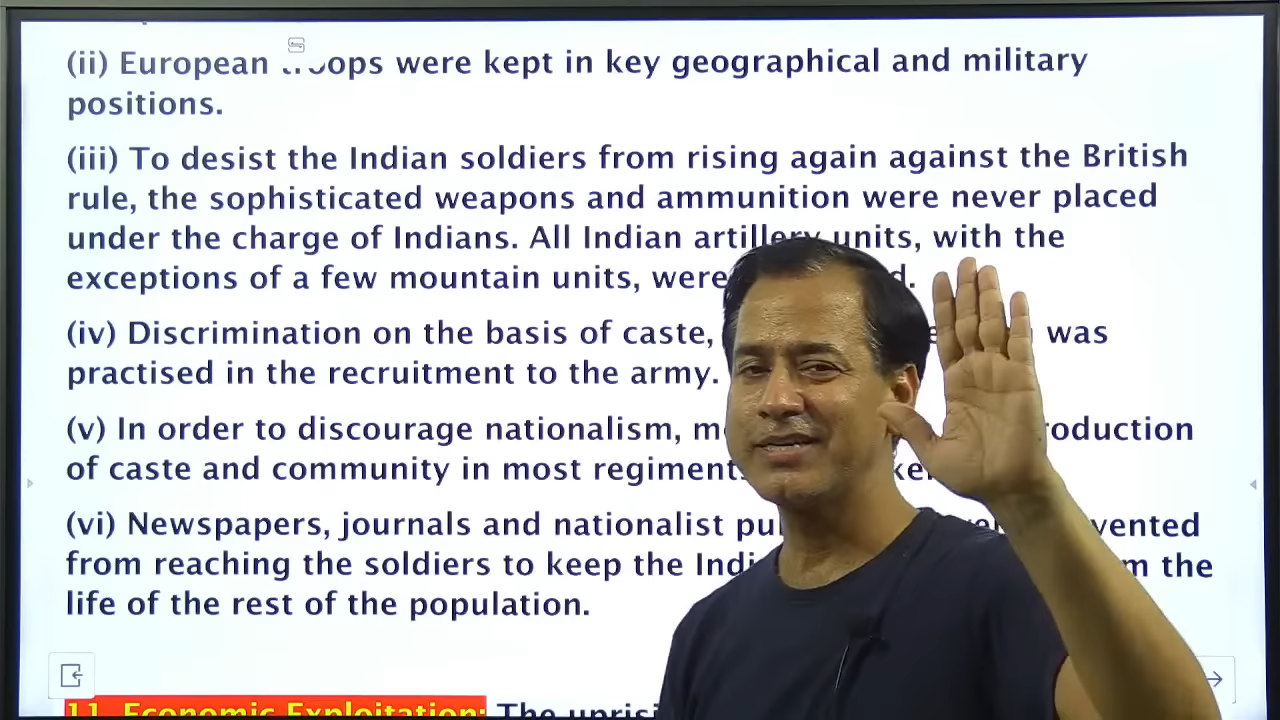 (ii) European troops were kept in key geographical and military
positions.
(iii) To desist the Indian soldiers from rising again against the British
rule, the sophisticated weapons and ammunition were never placed
under the charge of Indians. All Indian artillery units, with the
exceptions of a few mountain units, were
(iv) Discrimination on the basis of caste, was
practised in the recruitment to the army.
(v) In order to discourage nationalism,
of caste and community in most regiments
(vi) Newspapers, journals and nationalist
from reaching the soldiers to keep the the
life of the rest of the population.
11. Economic Exploitation: The